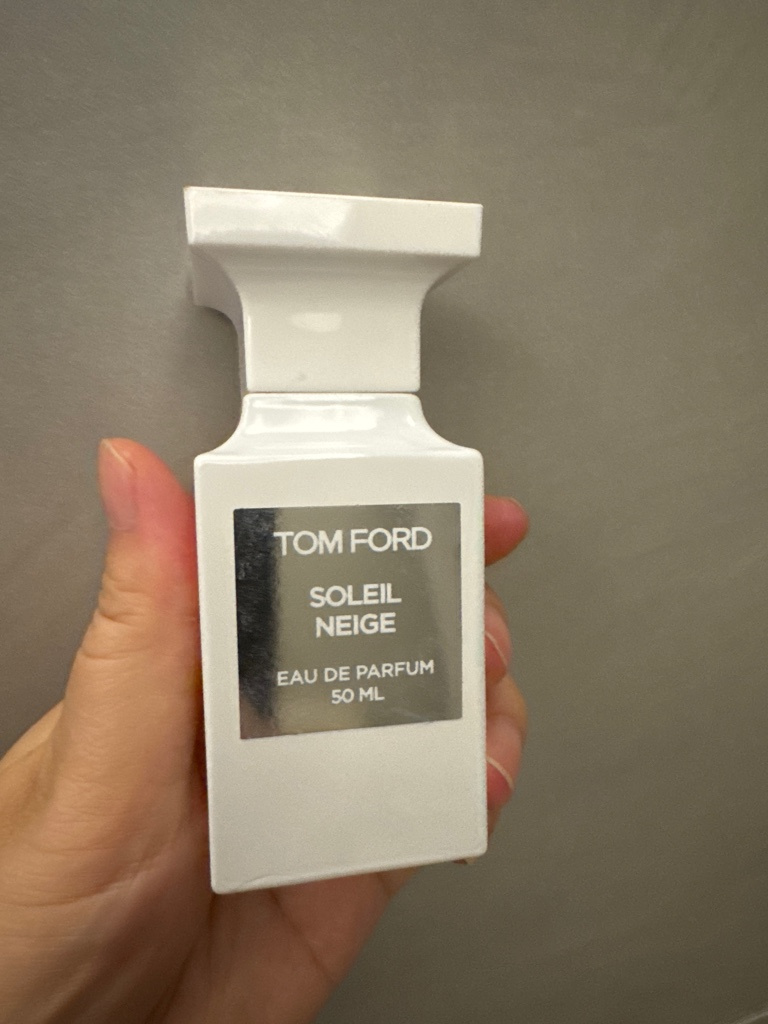 TOM FORD
SOLEIL
NEIGE
EAU DE PARFUM
50 ML